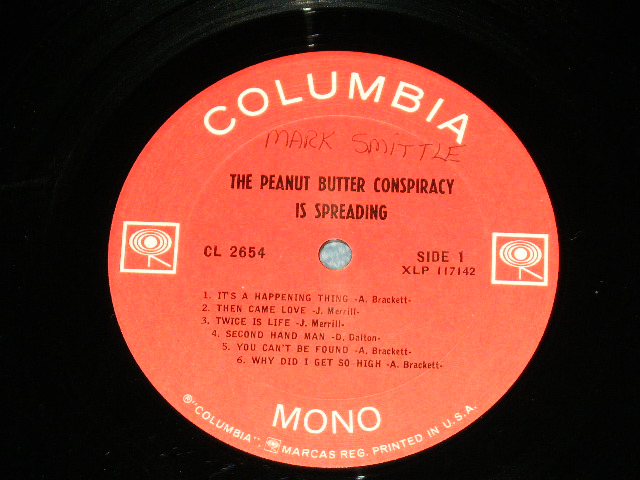 COLUMBIA
MARK SMITTLE
THE PEANUT BUTTER CONSPIRACY
IS SPREADING
CL 2654
SIDE 1
XLP 117142
1. IT'S A HAPPENING THING -A. Brackett-
2. THEN CAME LOVE -J. Merrill-
3. TWICE IS LIFE -J. Merrill-
4. SECOND HAND MAN -D. Dalton-
5. YOU CAN'T BE FOUND -A. Brackett-
6. WHY DID I GET SO HIGH -A. Brackett-
MONO
® "COLUMBIA", MARCAS REG. PRINTED IN U.S.A.